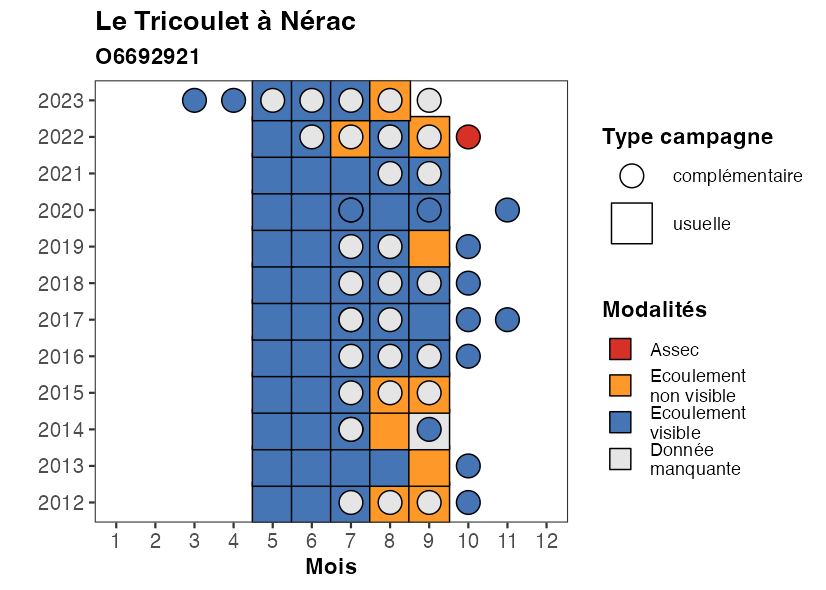 Le Tricoulet à Nérac
O6692921
2023
2022
2021
2020
2019
2018
2017
2016
2015
2014
2013
2012
1 2 3 4 5 6 7 8 9 10 11 12
Mois
Type campagne
complémentaire
usuelle
Modalités
Assec
Ecoulement
non visible
Ecoulement
visible
Donnée
manquante